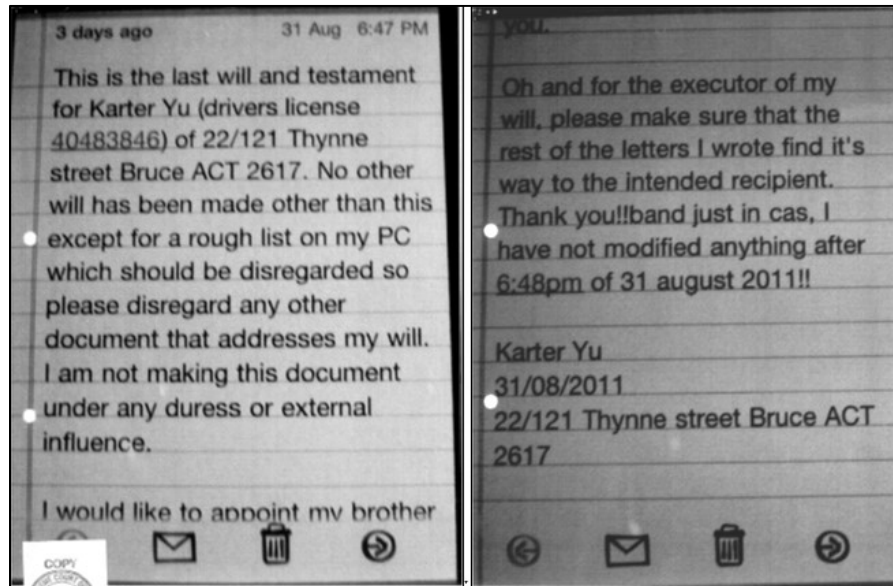 3 days ago 31 Aug 6:47 PM
This is the last will and testament
for Karter Yu (drivers license
40483846) of 22/121 Thynne
street Bruce ACT 2617. No other
will has been made other than this
except for a rough list on my PC
which should be disregarded so
please disregard any other
document that addresses my will.
I am not making this document
under any duress or external
influence.
I would like to appoint my brother
COPY
you.
Oh and for the executor of my
will, please make sure that the
rest of the letters I wrote find it's
way to the intended recipient.
Thank you!!band just in cas, I
have not modified anything after
6:48pm of 31 august 2011!!
Karter Yu
31/08/2011
22/121 Thynne street Bruce ACT
2617